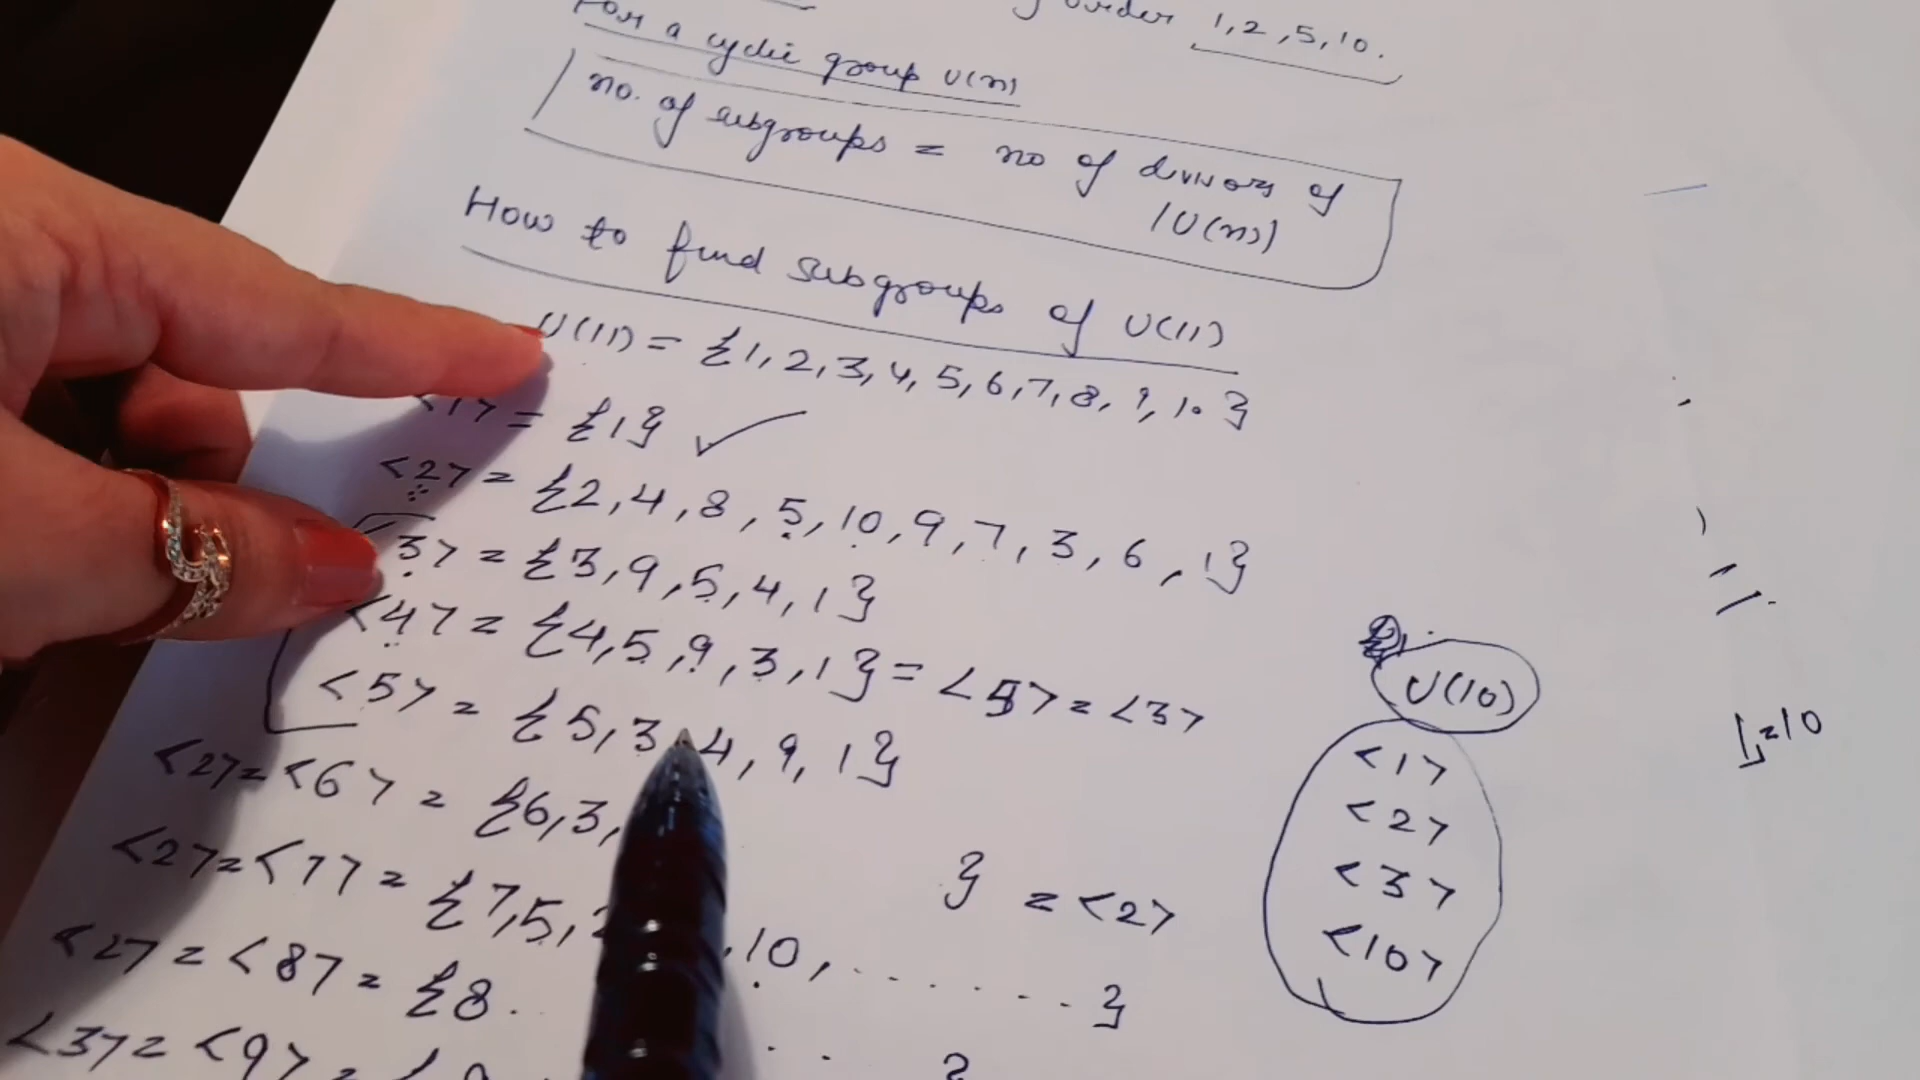 order 1,2,5,10.
For a cyclic group U(n)
no. of subgroups = no of divisors of
|U(n)|
How to find subgroups of U(11)
U(11) = {1,2,3,4,5,6,7,8,9,10}
<1> = {1} ✓
<2> = {2,4,8,5,10,9,7,3,6,1}
3> = {3,9,5,4,1}
<4> = {4,5,9,3,1} = <5> = <3>
<5> = {5,3 4,9,1}
<2> = <6> = {6,3, } = <2>
<2> = <7> = {7,5, ,10, ...... }
<2> = <8> = {8.
<3> = <9> = {9 .. }
U(10)
<1>
<2>
<3>
<10>
=10